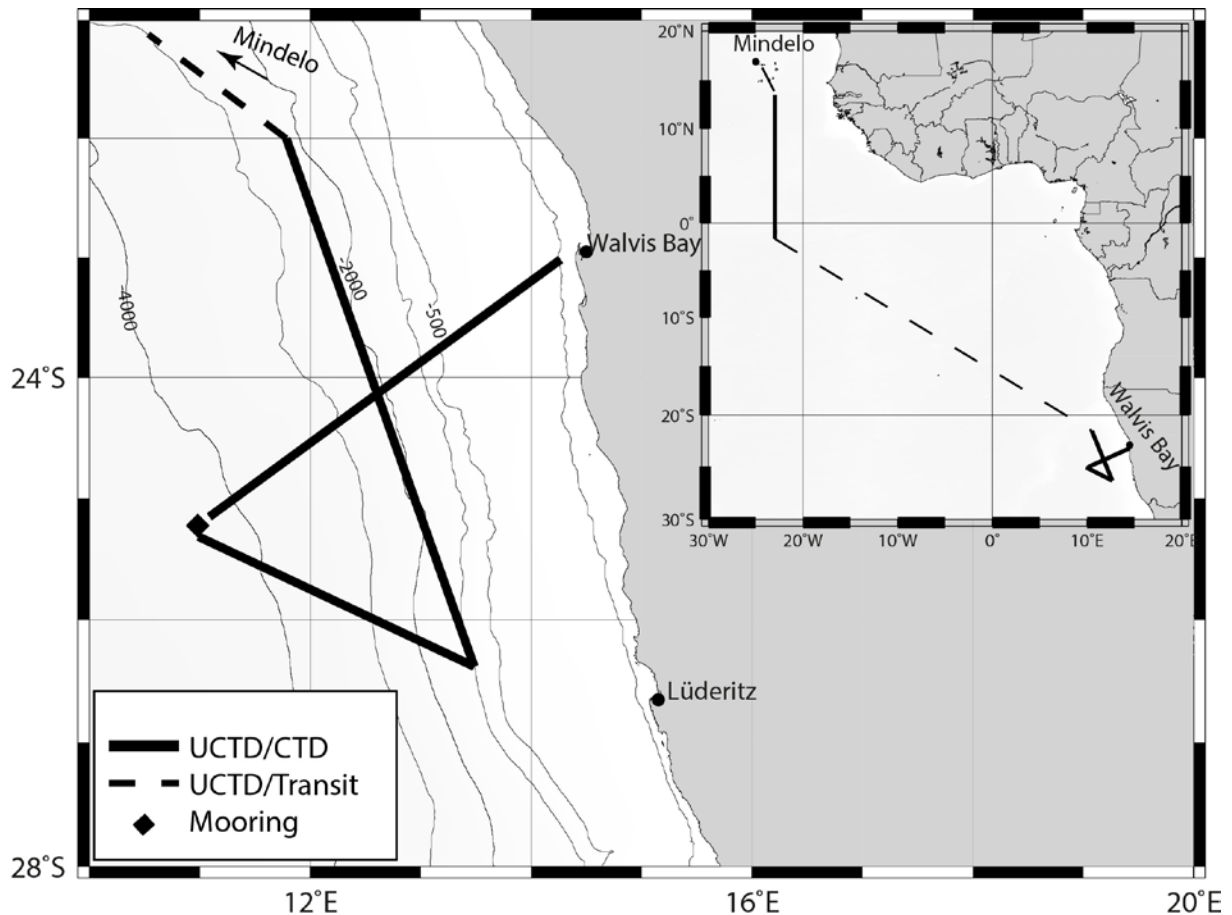 Mindelo
-4000
-2000
-500
Walvis Bay
Lüderitz
24°S
28°S
12°E
16°E
20°E
UCTD/CTD
UCTD/Transit
Mooring
20°N
Mindelo
10°N
0°
10°S
20°S
Walvis Bay
30°S
30°W
20°W
10°W
0°
10°E
20°E